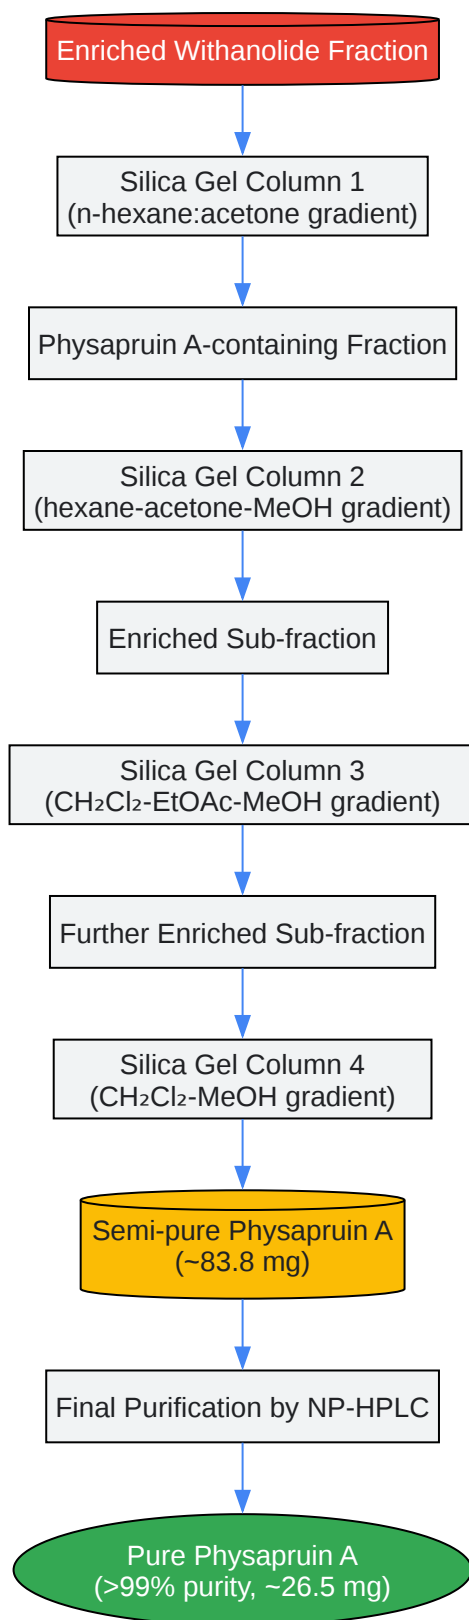 Enriched Withanolide Fraction
Silica Gel Column 1
(n-hexane:acetone gradient)
Physapruin A-containing Fraction
Silica Gel Column 2
(hexane-acetone-MeOH gradient)
Enriched Sub-fraction
Silica Gel Column 3
(CH₂Cl₂-EtOAc-MeOH gradient)
Further Enriched Sub-fraction
Silica Gel Column 4
(CH₂Cl₂-MeOH gradient)
Semi-pure Physapruin A
(~83.8 mg)
Final Purification by NP-HPLC
Pure Physapruin A
(>99% purity, ~26.5 mg)